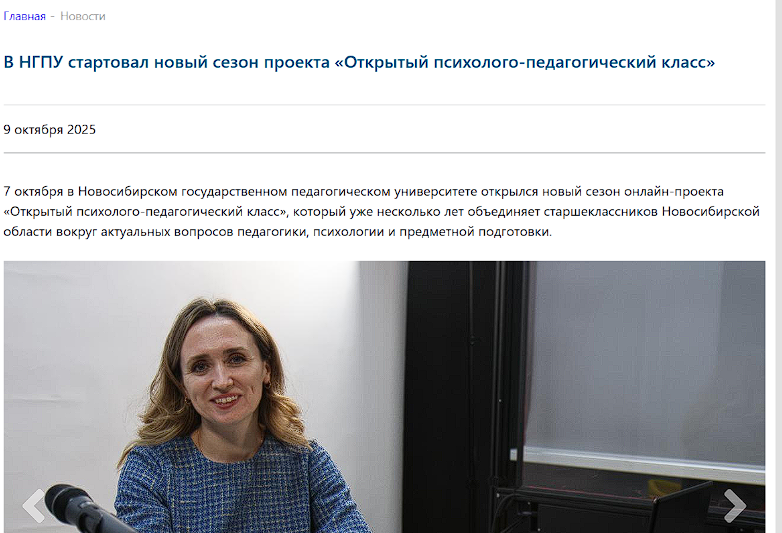 Главная - Новости
В НГПУ стартовал новый сезон проекта «Открытый психолого-педагогический класс»
9 октября 2025
7 октября в Новосибирском государственном педагогическом университете открылся новый сезон онлайн-проекта
«Открытый психолого-педагогический класс», который уже несколько лет объединяет старшеклассников Новосибирской
области вокруг актуальных вопросов педагогики, психологии и предметной подготовки.